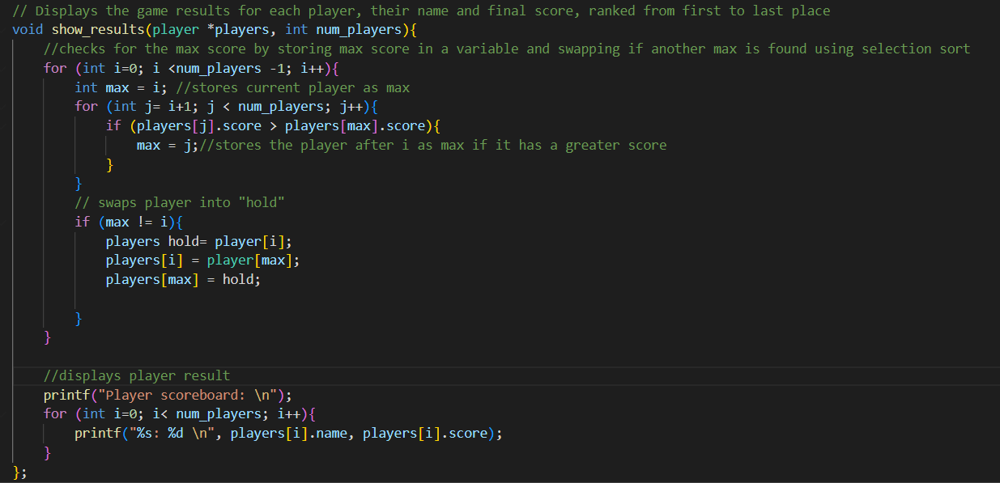 // Displays the game results for each player, their name and final score, ranked from first to last place
void show_results(player *players, int num_players){
    //checks for the max score by storing max score in a variable and swapping if another max is found using selection sort
    for (int i=0; i <num_players -1; i++){
        int max = i; //stores current player as max
        for (int j= i+1; j < num_players; j++){
            if (players[j].score > players[max].score){
                max = j;//stores the player after i as max if it has a greater score
            }
        }
        // swaps player into "hold"
        if (max != i){
            players hold= player[i];
            players[i] = player[max];
            players[max] = hold;

        }
    }

    //displays player result
    printf("Player scoreboard: \n");
    for (int i=0; i< num_players; i++){
        printf("%s: %d \n", players[i].name, players[i].score);
    }
};